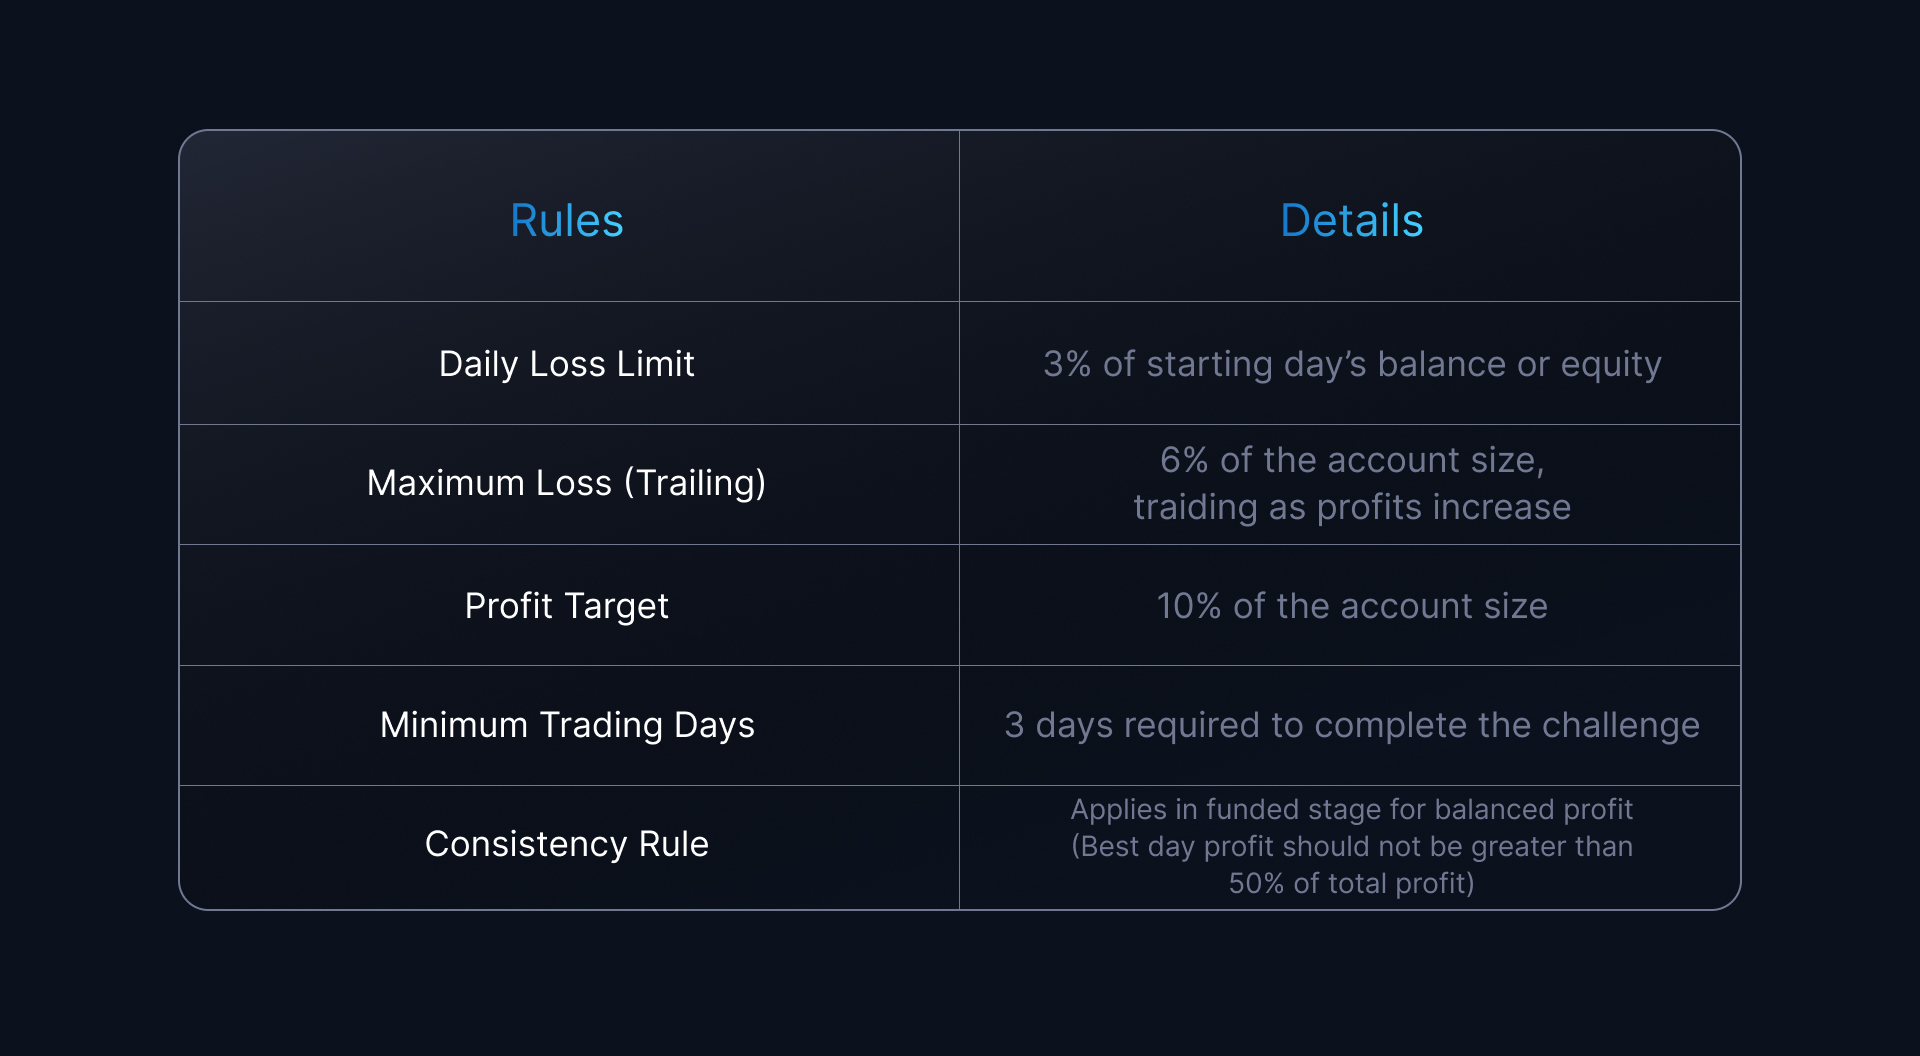 Rules
Details
Daily Loss Limit
3% of starting day’s balance or equity
Maximum Loss (Trailing)
6% of the account size,
traiding as profits increase
Profit Target
10% of the account size
Minimum Trading Days
3 days required to complete the challenge
Consistency Rule
Applies in funded stage for balanced profit
(Best day profit should not be greater than
50% of total profit)